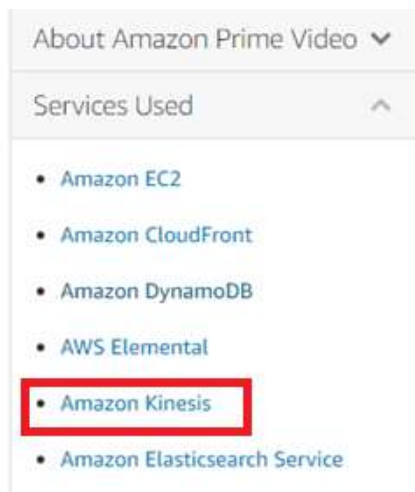 About Amazon Prime Video
Services Used
• Amazon EC2
• Amazon CloudFront
• Amazon DynamoDB
• AWS Elemental
• Amazon Kinesis
• Amazon Elasticsearch Service